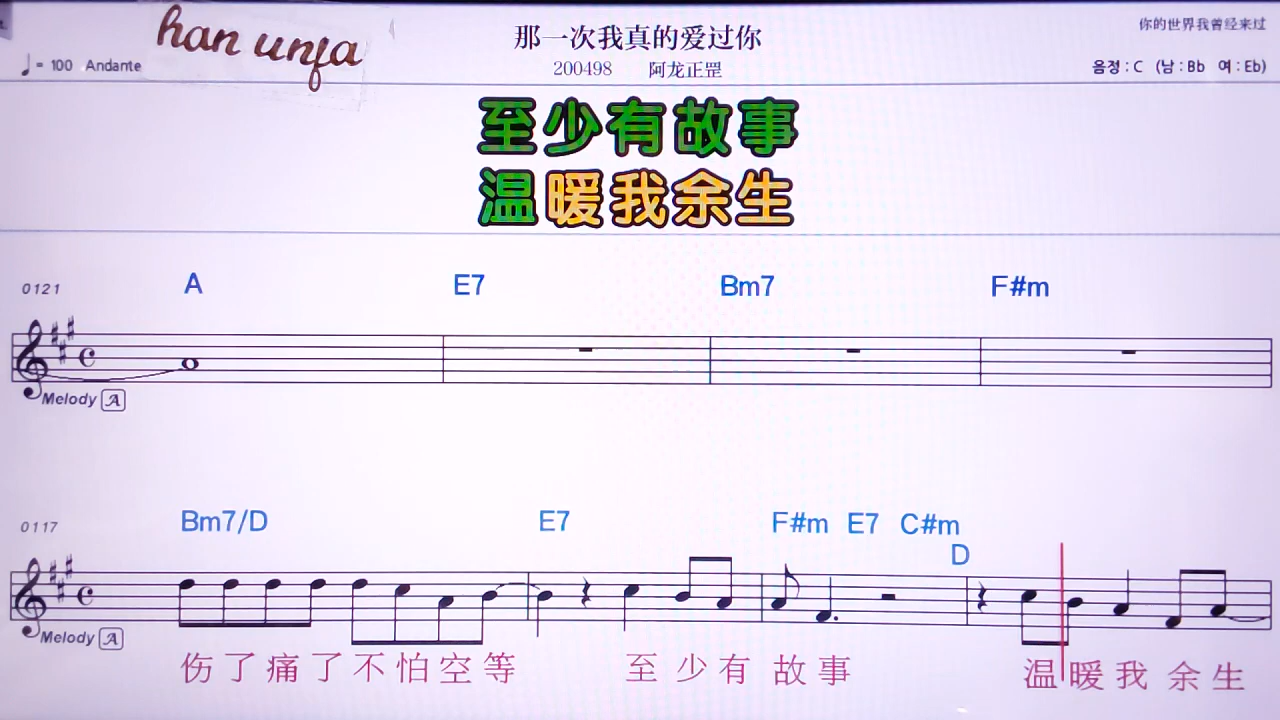 han unfa
那一次我真的爱过你
你的世界我曾经来过
♩ = 100 Andante
200498 阿龙正罡
음정 : C (남 : Bb 여 : Eb)
至少有故事
温暖我余生
0121 A E7 Bm7 F#m
Melody A
0117 Bm7/D E7 F#m E7 C#m
D
Melody A
伤了痛了不怕空等 至少有故事 温暖我余生